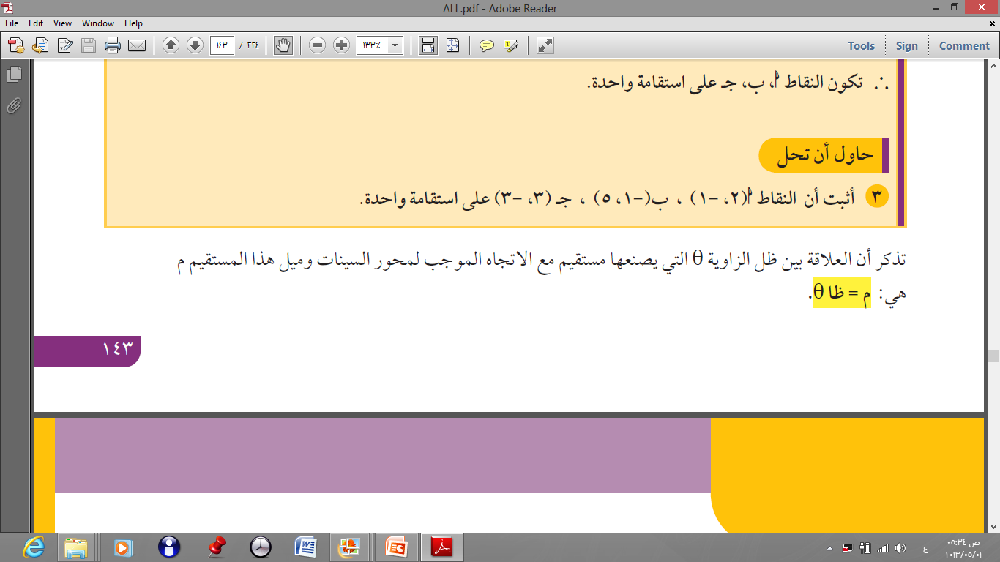 ALL.pdf - Adobe Reader
File Edit View Window Help
١٤٣ / ٢٢٤ ١٣٣٪ Tools Sign Comment
∴ تكون النقاط أ، ب، جـ على استقامة واحدة.
حاول أن تحل
٣ أثبت أن النقاط أ(٢، -١) ، ب(-١، ٥) ، جـ (٣، -٣) على استقامة واحدة.
تذكر أن العلاقة بين ظل الزاوية θ التي يصنعها مستقيم مع الاتجاه الموجب لمحور السينات وميل هذا المستقيم م
هي: م = ظا θ.
١٤٣
ع ٠٥:٣٤ ص
٢٠١٣/٠٥/٠١